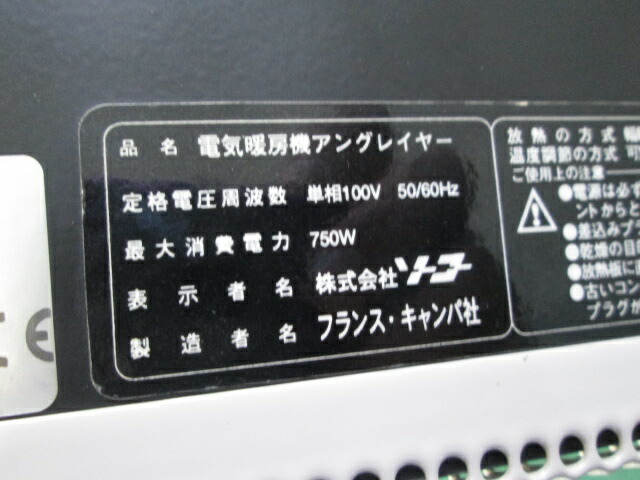 品名 電気暖房機アングレイヤー
定格電圧周波数 単相100V 50/60Hz
最大消費電力 750W
表示者名 株式会社ソーゴー
製造者名 フランス・キャンパ社
放熱の方式
温度調節の方式 可
ご使用上の注意
●電源は必ず
ントから
●差込みプラ
●乾燥の目
●放熱板に
●古いコン
プラグが
CE